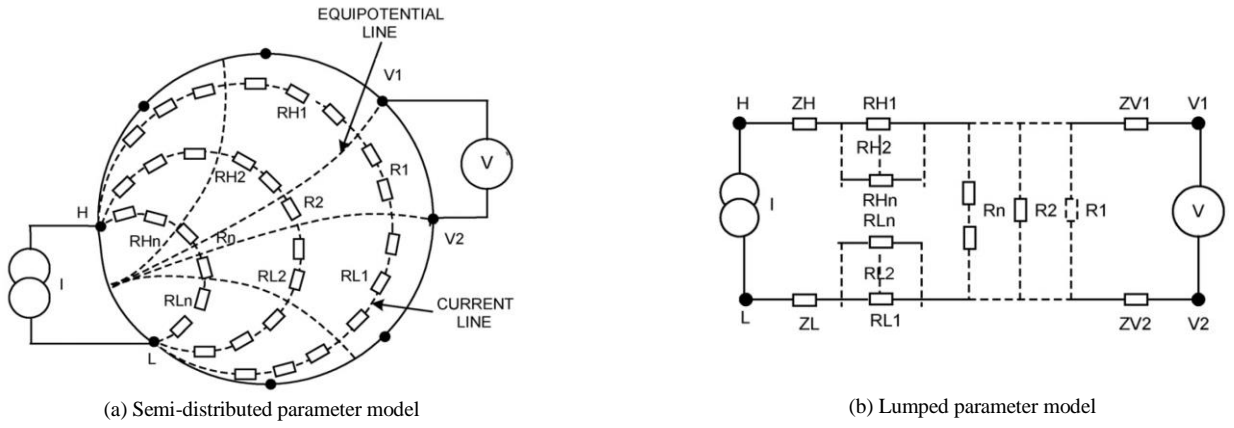 EQUIPOTENTIAL
LINE
V1
RH1
V
R1
RH2
R2
H
RHn
Rn
V2
I
RL2
RL1
RLn
CURRENT
LINE
L
(a) Semi-distributed parameter model
H
ZH
RH1
ZV1
V1
RH2
RHn
I
RLn
Rn
R2
R1
V
RL2
L
ZL
RL1
ZV2
V2
(b) Lumped parameter model